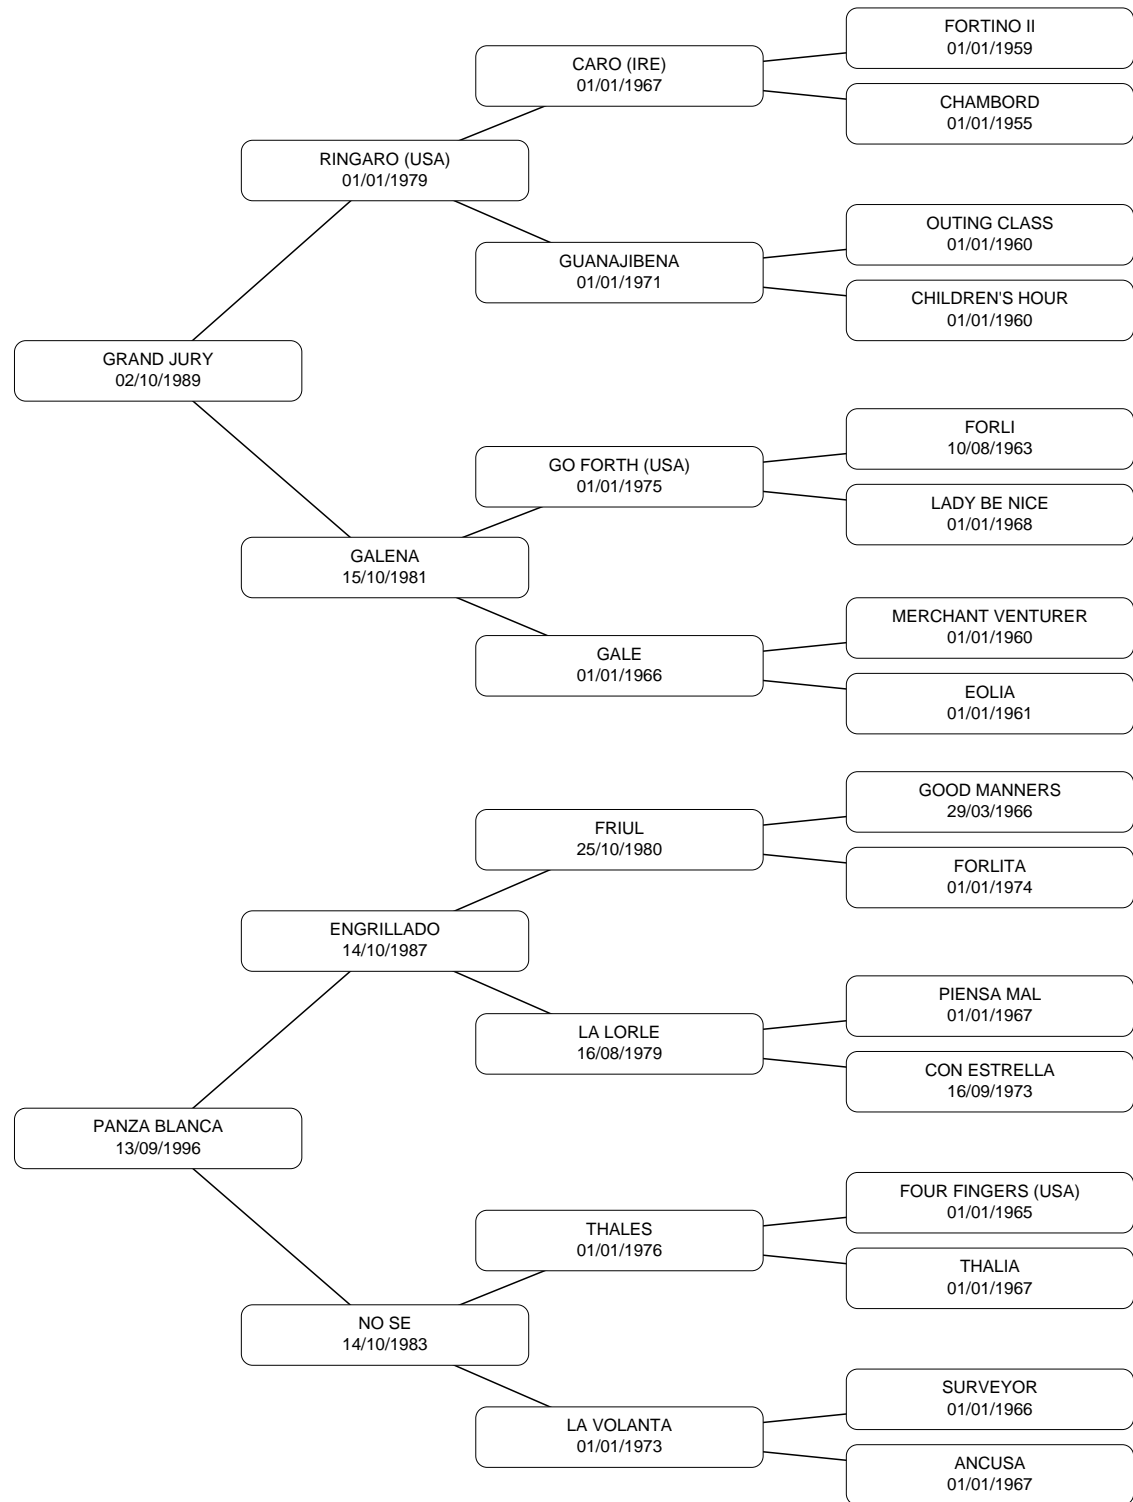 FORTINO II
01/01/1959
CARO (IRE)
01/01/1967
CHAMBORD
01/01/1955
RINGARO (USA)
01/01/1979
OUTING CLASS
01/01/1960
GUANAJIBENA
01/01/1971
CHILDREN'S HOUR
01/01/1960
GRAND JURY
02/10/1989
FORLI
10/08/1963
GO FORTH (USA)
01/01/1975
LADY BE NICE
01/01/1968
GALENA
15/10/1981
MERCHANT VENTURER
01/01/1960
GALE
01/01/1966
EOLIA
01/01/1961
GOOD MANNERS
29/03/1966
FRIUL
25/10/1980
FORLITA
01/01/1974
ENGRILLADO
14/10/1987
PIENSA MAL
01/01/1967
LA LORLE
16/08/1979
CON ESTRELLA
16/09/1973
PANZA BLANCA
13/09/1996
FOUR FINGERS (USA)
01/01/1965
THALES
01/01/1976
THALIA
01/01/1967
NO SE
14/10/1983
SURVEYOR
01/01/1966
LA VOLANTA
01/01/1973
ANCUSA
01/01/1967